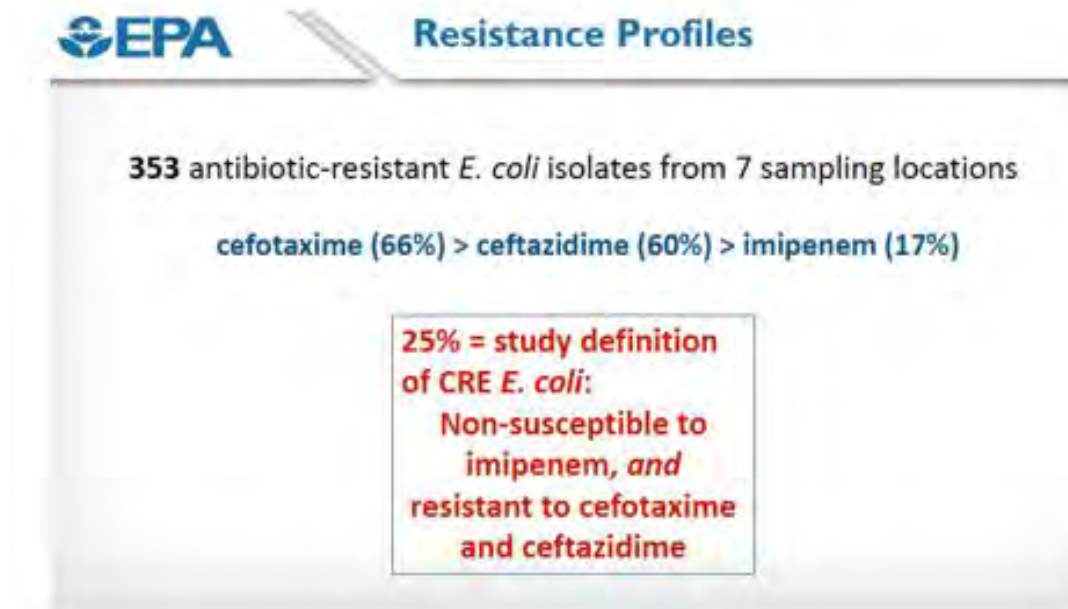 EPA
Resistance Profiles
353 antibiotic-resistant E. coli isolates from 7 sampling locations
cefotaxime (66%) > ceftazidime (60%) > imipenem (17%)
25% = study definition
of CRE E. coli:
Non-susceptible to
imipenem, and
resistant to cefotaxime
and ceftazidime